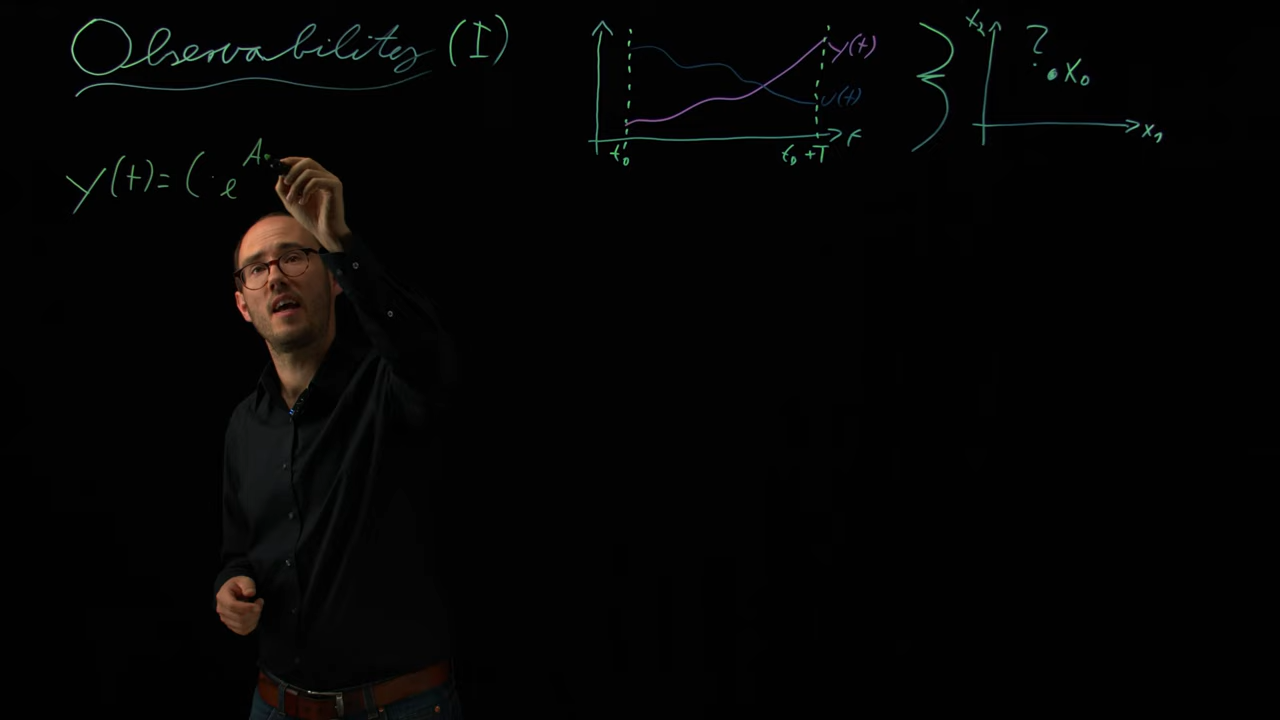 Observability (I)
y(t)
u(t)
t₀
t₀ + T
t
x₂
?
x₀
x₁
y(t) = C · e^A·